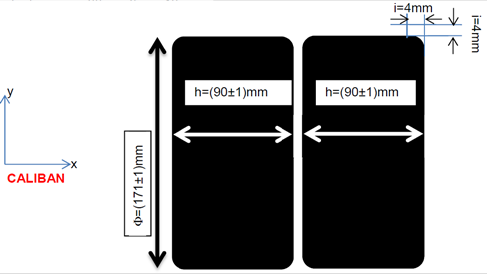 i=4mm
i=4mm
h=(90±1)mm
h=(90±1)mm
y
x
CALIBAN
Φ=(171±1)mm